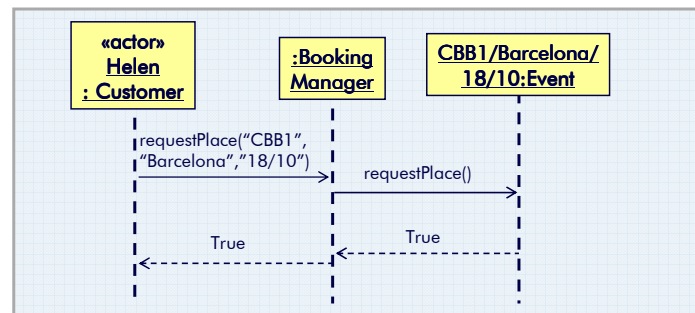 «actor»
Helen
: Customer
:Booking
Manager
CBB1/Barcelona/
18/10:Event
requestPlace(“CBB1”,
“Barcelona”,”18/10”)
requestPlace()
True
True